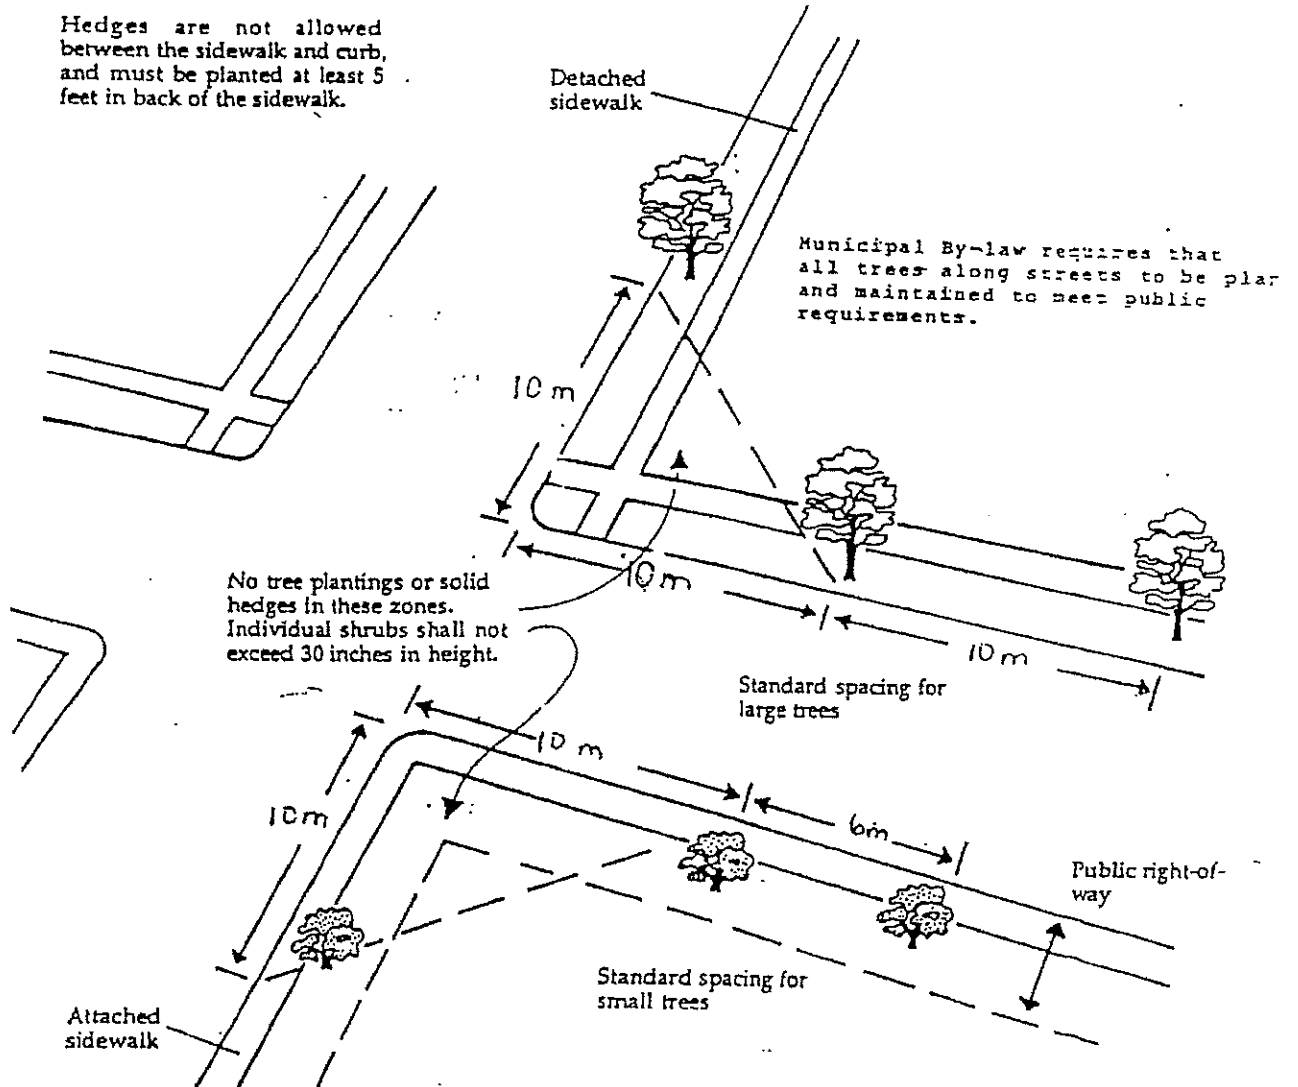 Hedges are not allowed
between the sidewalk and curb,
and must be planted at least 5
feet in back of the sidewalk.
Detached
sidewalk
Municipal By-law requires that
all trees along streets to be plan
and maintained to meet public
requirements.
10 m
10 m
10 m
No tree plantings or solid
hedges in these zones.
Individual shrubs shall not
exceed 30 inches in height.
Standard spacing for
large trees
10 m
6m
10m
Public right-of-
way
Standard spacing for
small trees
Attached
sidewalk